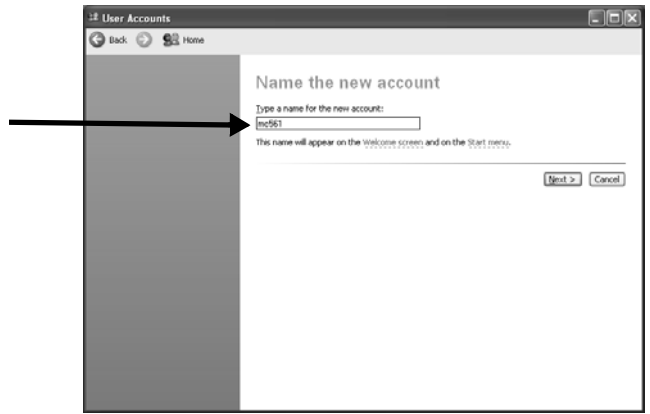 User Accounts
Back Home
Name the new account
Type a name for the new account:
mc561
This name will appear on the Welcome screen and on the Start menu.
Next > Cancel